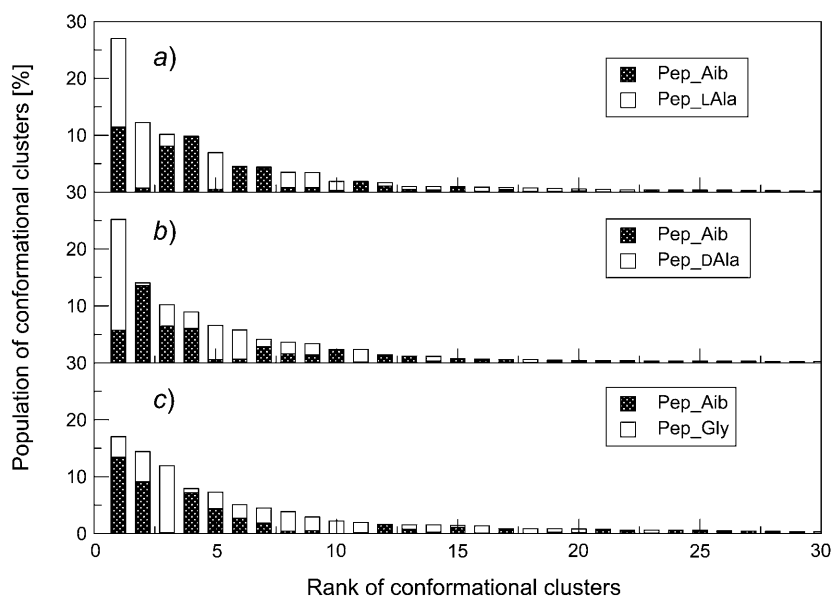 30
a)
20
10
Pep_Aib
Pep_LAla
30
b)
20
10
Pep_Aib
Pep_DAla
30
c)
20
10
0
Pep_Aib
Pep_Gly
0 5 10 15 20 25 30
Population of conformational clusters [%]
Rank of conformational clusters